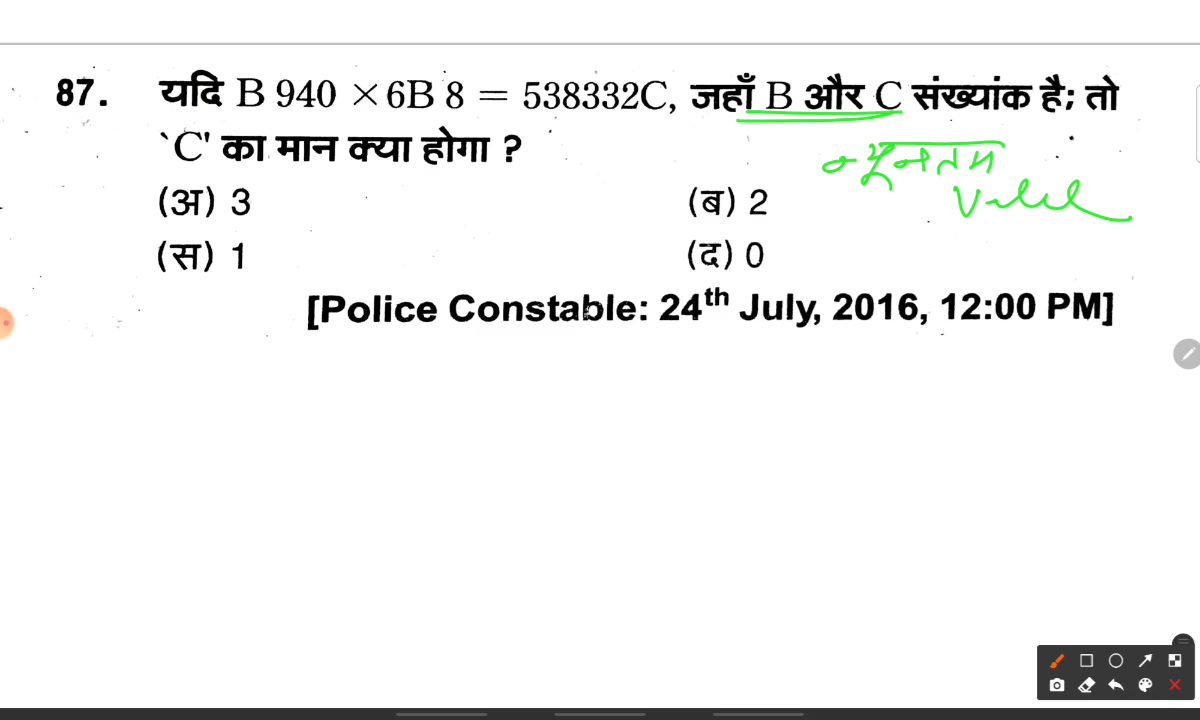 87. यदि B 940 × 6B 8 = 538332C, जहाँ B और C संख्यांक है; तो
`C' का मान क्या होगा ?
न्यूनतम
(अ) 3 (ब) 2
(स) 1 (द) 0
[Police Constable: 24th July, 2016, 12:00 PM]